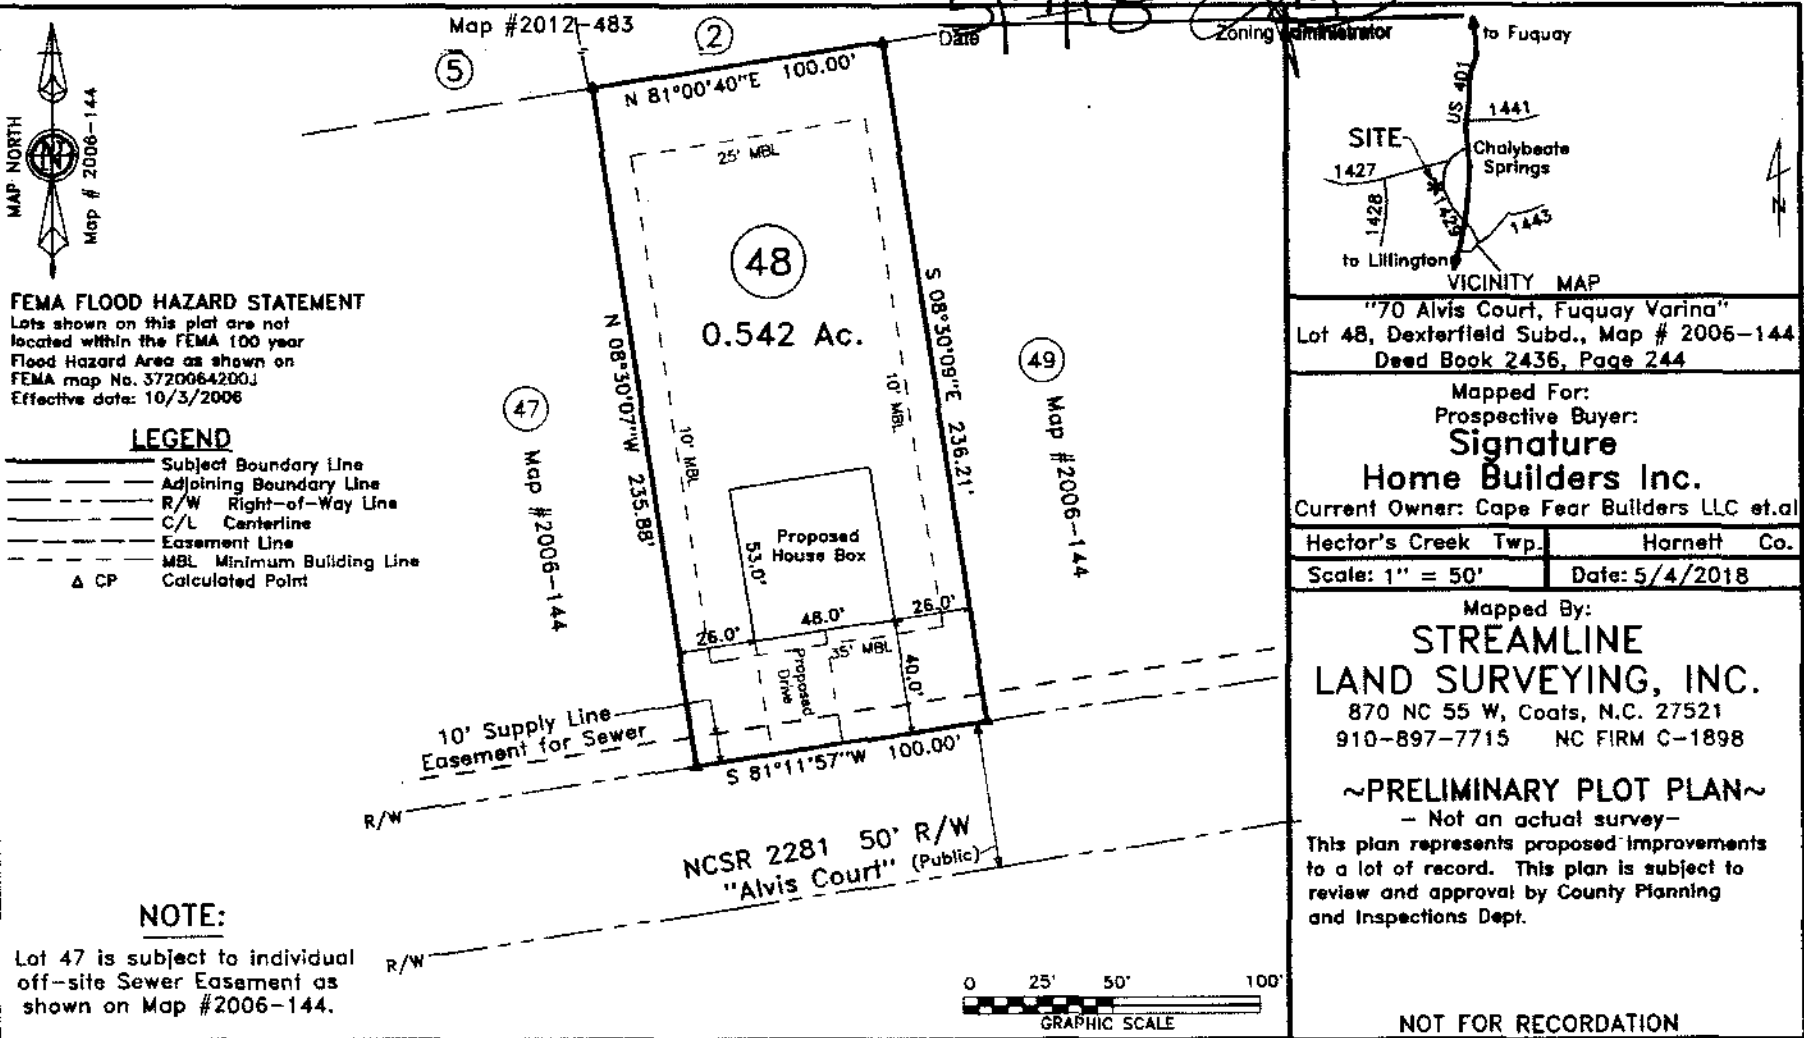 Map #2012-483
2
5
Date
Zoning Administrator
N 81°00'40"E 100.00'
MAP NORTH
N
Map # 2006-144
25' MBL
48
0.542 Ac.
N 08°30'07"W 235.88'
S 08°30'09"E 236.21'
10' MBL
10' MBL
47
Map #2006-144
49
Map #2006-144
FEMA FLOOD HAZARD STATEMENT
Lots shown on this plat are not
located within the FEMA 100 year
Flood Hazard Area as shown on
FEMA map No. 3720064200J
Effective date: 10/3/2006
LEGEND
Subject Boundary Line
Adjoining Boundary Line
R/W Right-of-Way Line
C/L Centerline
Easement Line
MBL Minimum Building Line
Δ CP Calculated Point
Proposed
House Box
53.0'
26.0'
48.0'
26.0'
35' MBL
40.0'
Proposed
Drive
10' Supply Line
Easement for Sewer
S 81°11'57"W 100.00'
R/W
NCSR 2281 50' R/W
"Alvis Court" (Public)
R/W
NOTE:
Lot 47 is subject to individual
off-site Sewer Easement as
shown on Map #2006-144.
0 25' 50' 100'
GRAPHIC SCALE
to Fuquay
US 401
1441
SITE
Chalybeate
Springs
1427
1428
1429
1443
to Lillington
N
VICINITY MAP
"70 Alvis Court, Fuquay Varina"
Lot 48, Dexterfield Subd., Map # 2006-144
Deed Book 2436, Page 244
Mapped For:
Prospective Buyer:
Signature
Home Builders Inc.
Current Owner: Cape Fear Builders LLC et.al
Hector's Creek Twp. Harnett Co.
Scale: 1" = 50' Date: 5/4/2018
Mapped By:
STREAMLINE
LAND SURVEYING, INC.
870 NC 55 W, Coats, N.C. 27521
910-897-7715 NC FIRM C-1898
~PRELIMINARY PLOT PLAN~
- Not an actual survey-
This plan represents proposed improvements
to a lot of record. This plan is subject to
review and approval by County Planning
and Inspections Dept.
NOT FOR RECORDATION